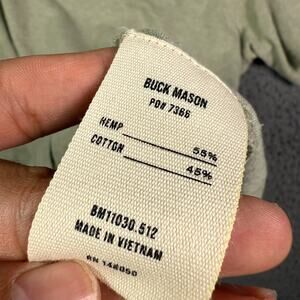 BUCK MASON
PO# 7366
HEMP 55%
COTTON 45%
BM11030.512
MADE IN VIETNAM
RN 148050